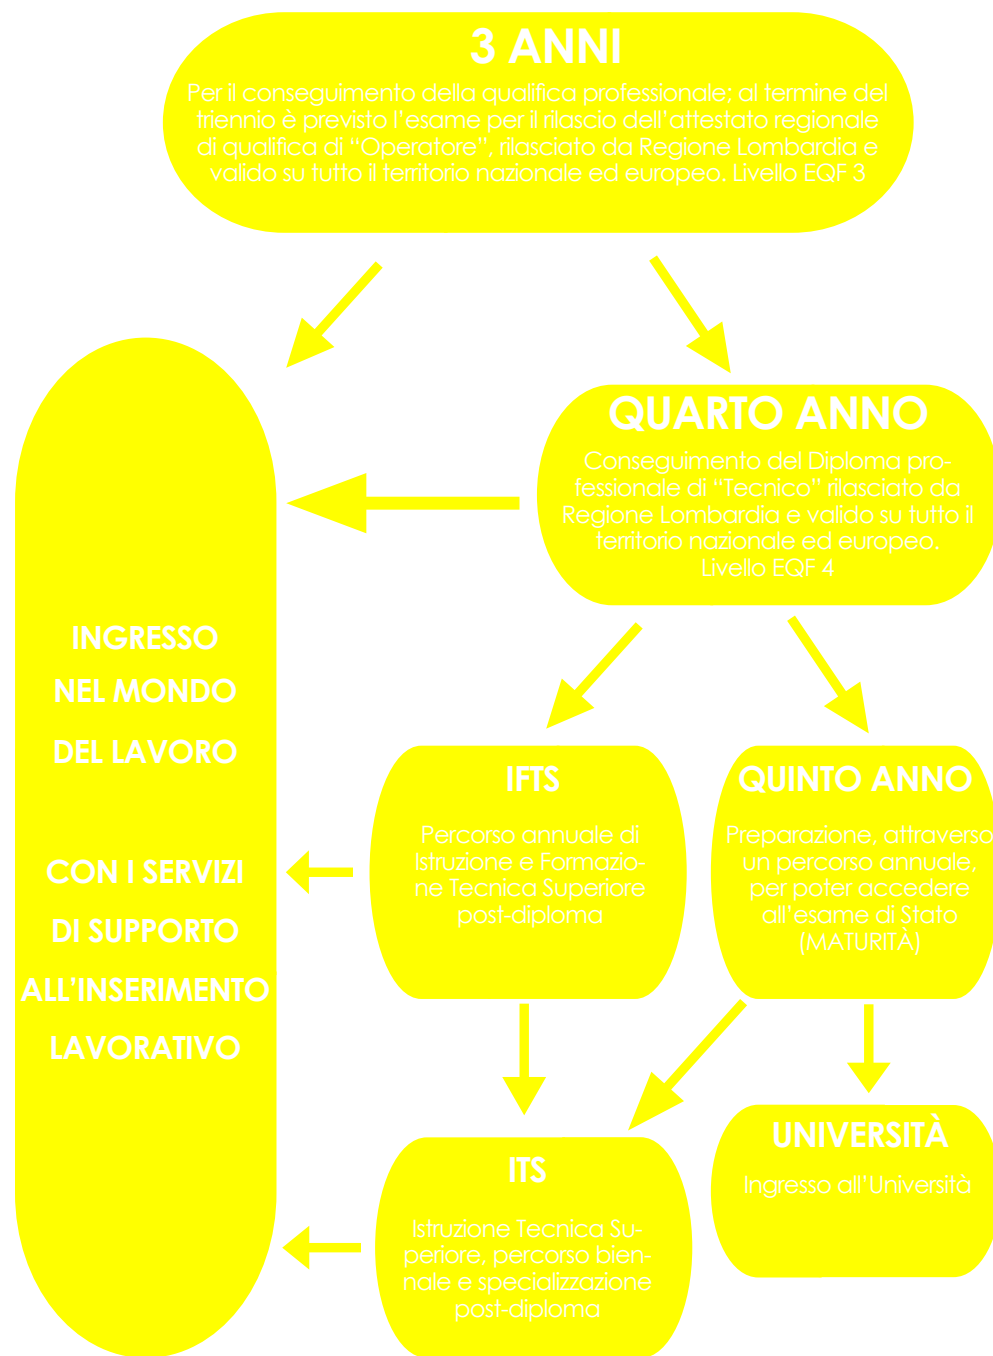 3 ANNI
Per il conseguimento della qualifica professionale; al termine del
triennio è previsto l'esame per il rilascio dell'attestato regionale
di qualifica di "Operatore", rilasciato da Regione Lombardia e
valido su tutto il territorio nazionale ed europeo. Livello EQF 3
QUARTO ANNO
Conseguimento del Diploma pro-
fessionale di "Tecnico" rilasciato da
Regione Lombardia e valido su tutto il
territorio nazionale ed europeo.
Livello EQF 4
INGRESSO
NEL MONDO
DEL LAVORO
CON I SERVIZI
DI SUPPORTO
ALL'INSERIMENTO
LAVORATIVO
IFTS
Percorso annuale di
Istruzione e Formazio-
ne Tecnica Superiore
post-diploma
QUINTO ANNO
Preparazione, attraverso
un percorso annuale,
per poter accedere
all'esame di Stato
(MATURITÀ)
ITS
Istruzione Tecnica Su-
periore, percorso bien-
nale e specializzazione
post-diploma
UNIVERSITÀ
Ingresso all'Università